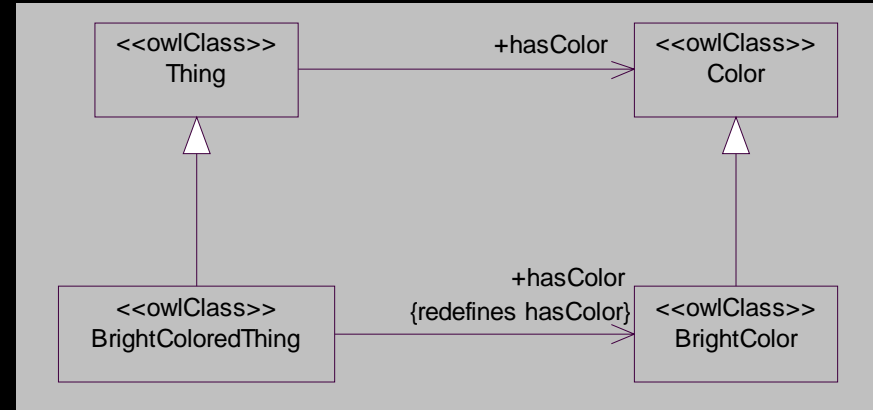 <<owlClass>>
Thing
+hasColor
<<owlClass>>
Color
<<owlClass>>
BrightColoredThing
+hasColor
{redefines hasColor}
<<owlClass>>
BrightColor